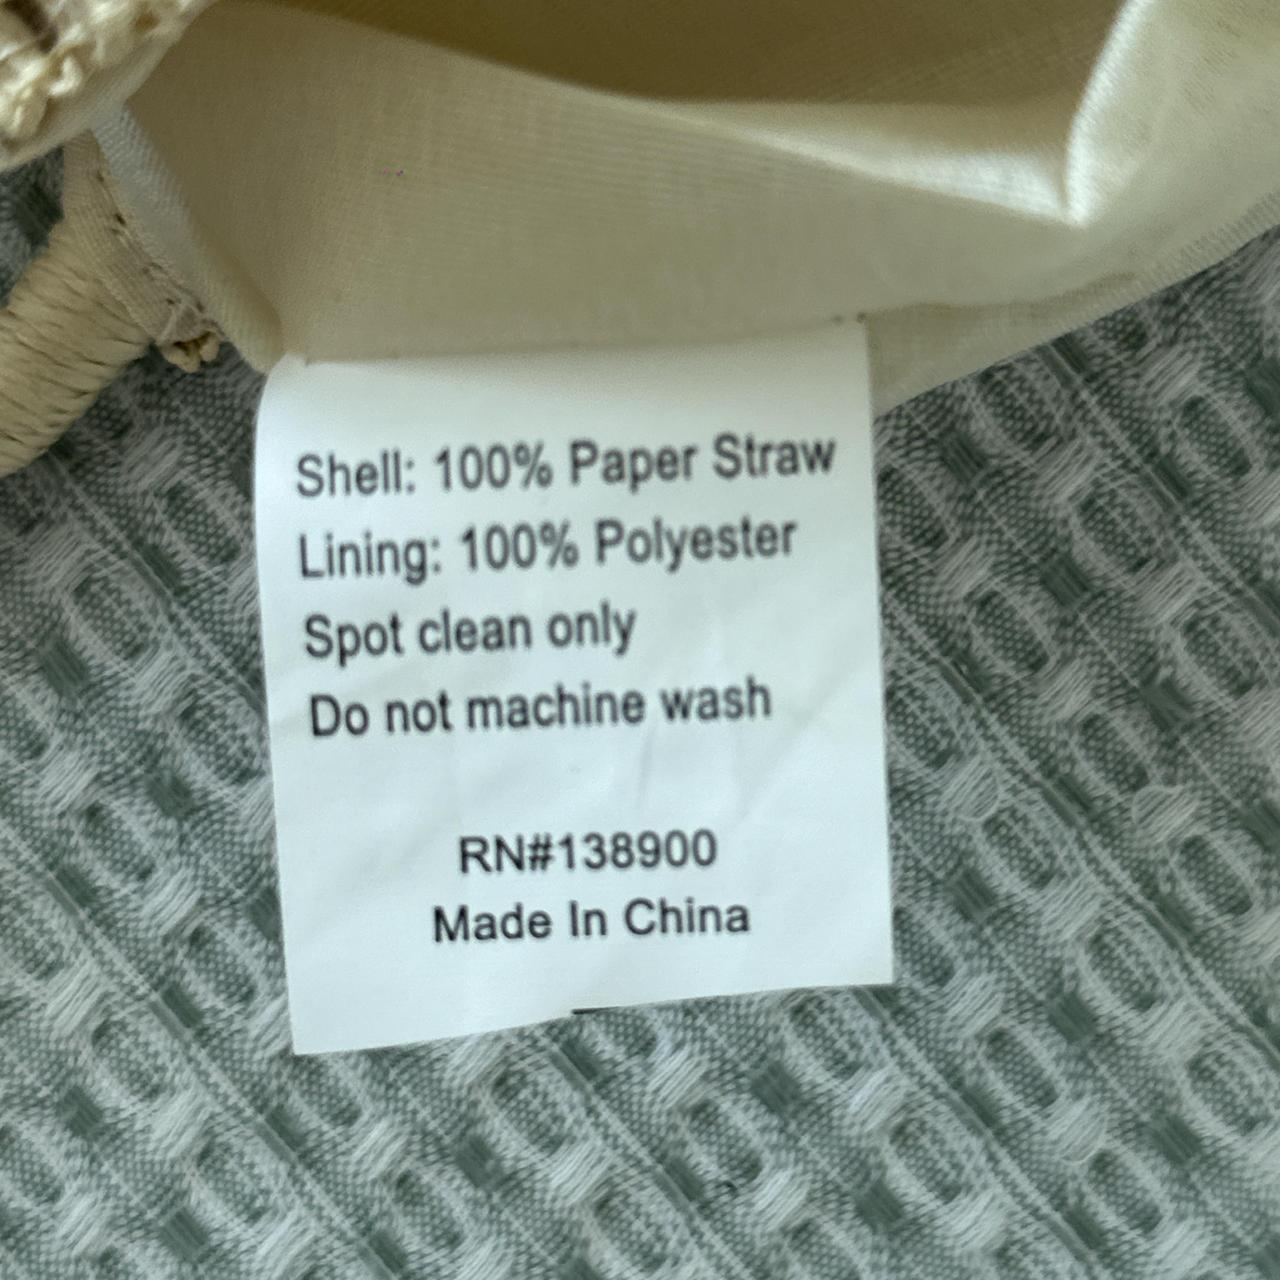 Shell: 100% Paper Straw
Lining: 100% Polyester
Spot clean only
Do not machine wash
RN#138900
Made In China